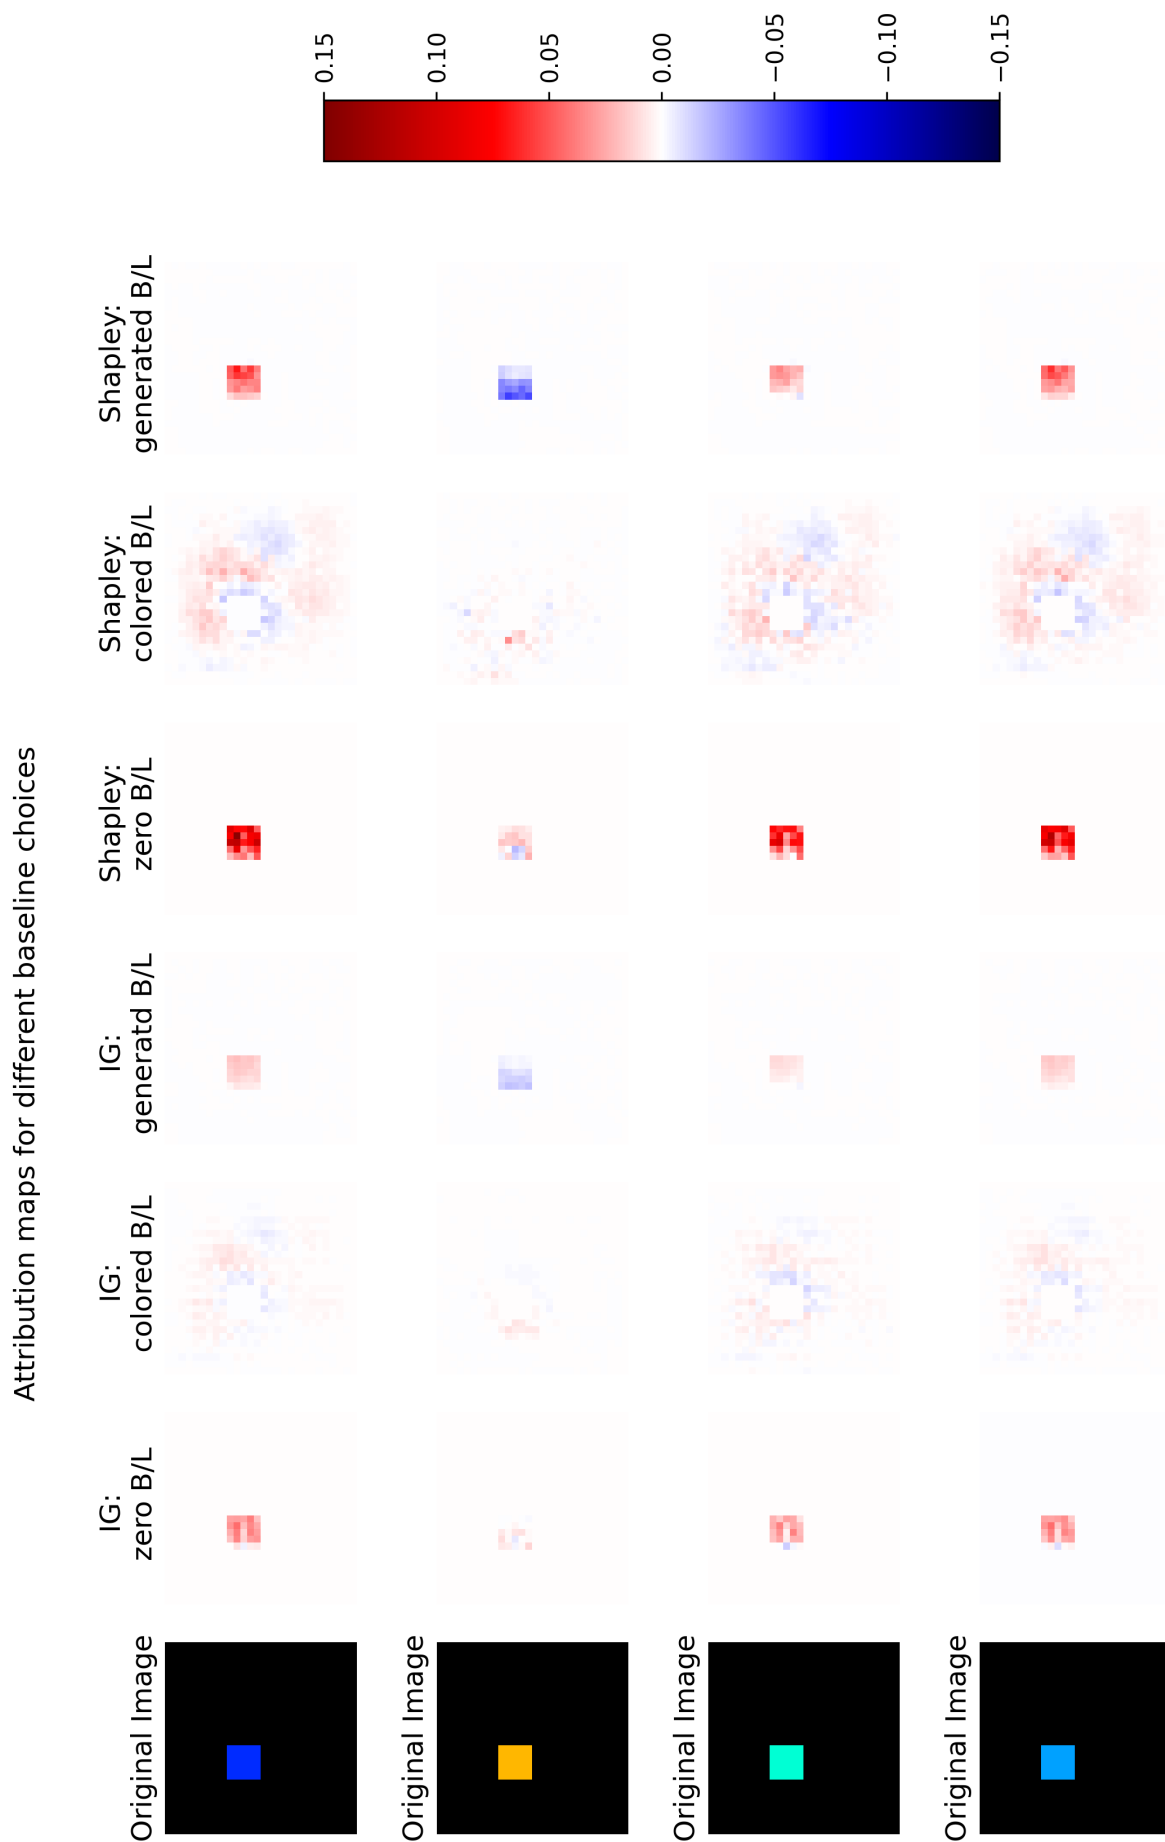 Attribution maps for different baseline choices
Original Image
IG:
zero B/L
IG:
colored B/L
IG:
generatd B/L
Shapley:
zero B/L
Shapley:
colored B/L
Shapley:
generated B/L
Original Image
Original Image
Original Image
0.15
0.10
0.05
0.00
−0.05
−0.10
−0.15